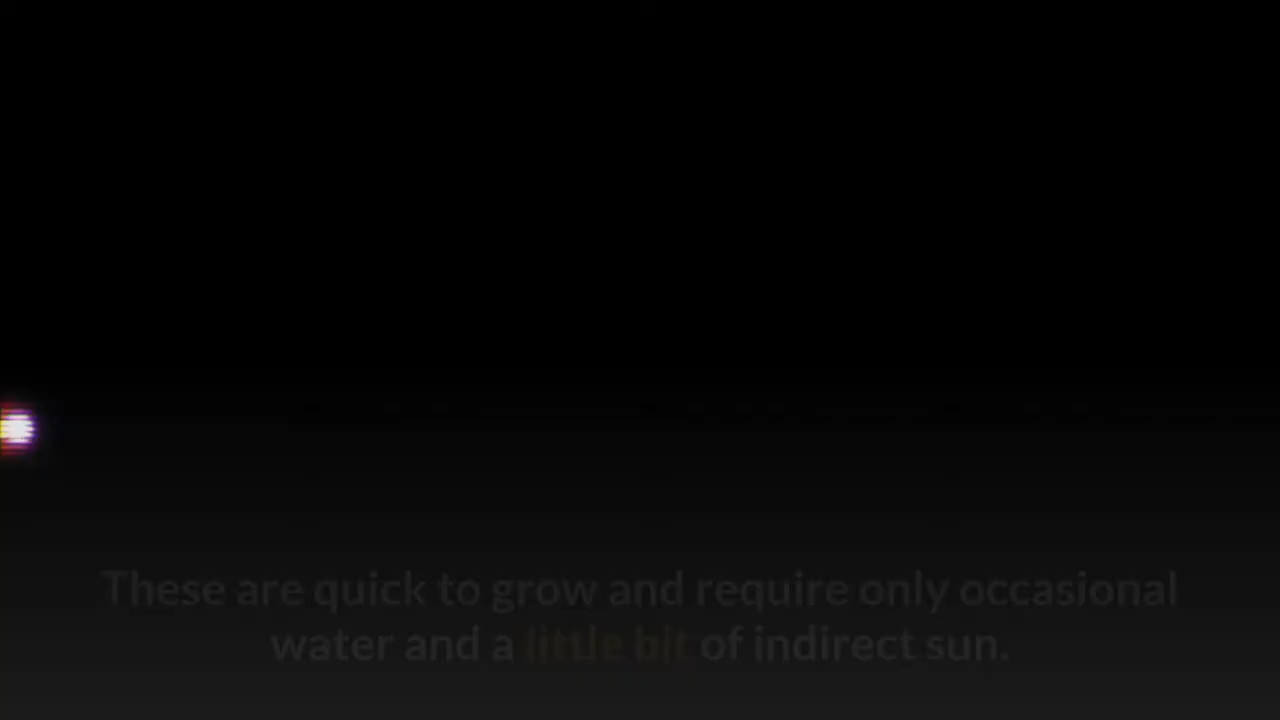 These are quick to grow and require only occasional
water and a little bit of indirect sun.